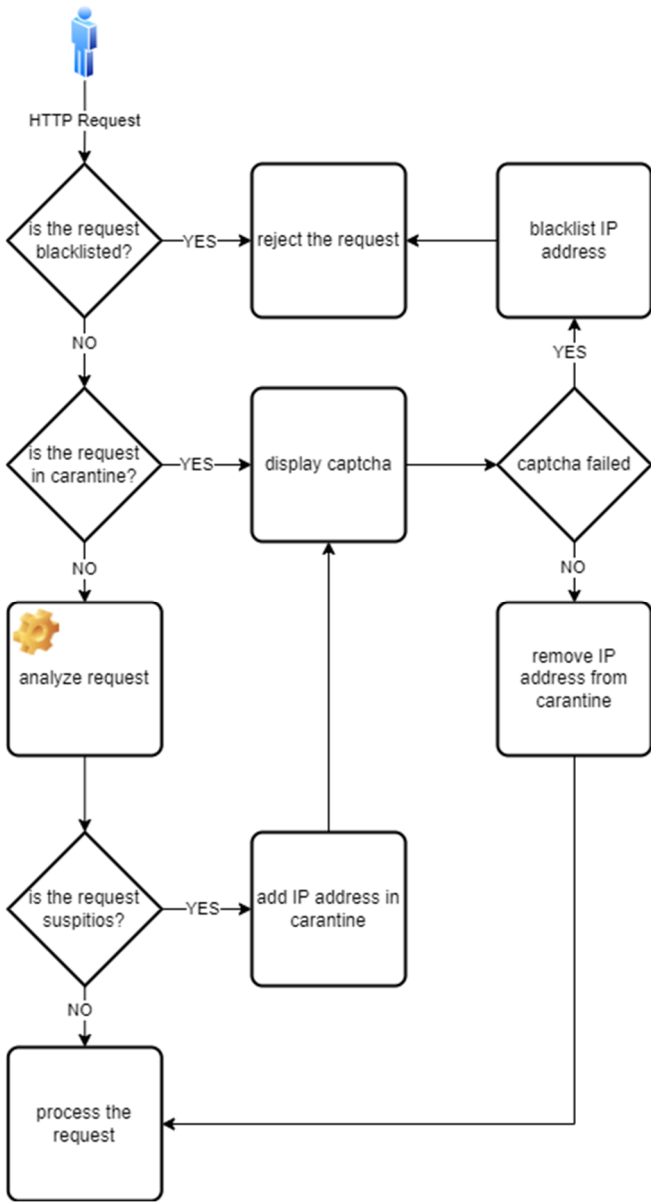 HTTP Request
is the request
blacklisted?
YES
reject the request
blacklist IP
address
NO
YES
is the request
in carantine?
YES
display captcha
captcha failed
NO
NO
analyze request
remove IP
address from
carantine
is the request
suspitios?
YES
add IP address in
carantine
NO
process the
request